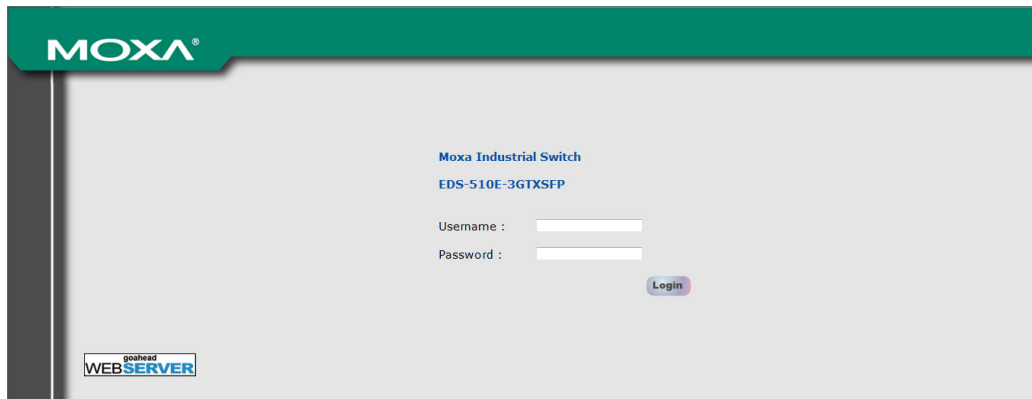 MOXA®
Moxa Industrial Switch
EDS-510E-3GTXSFP
Username :
Password :
Login
goahead
WEBSERVER